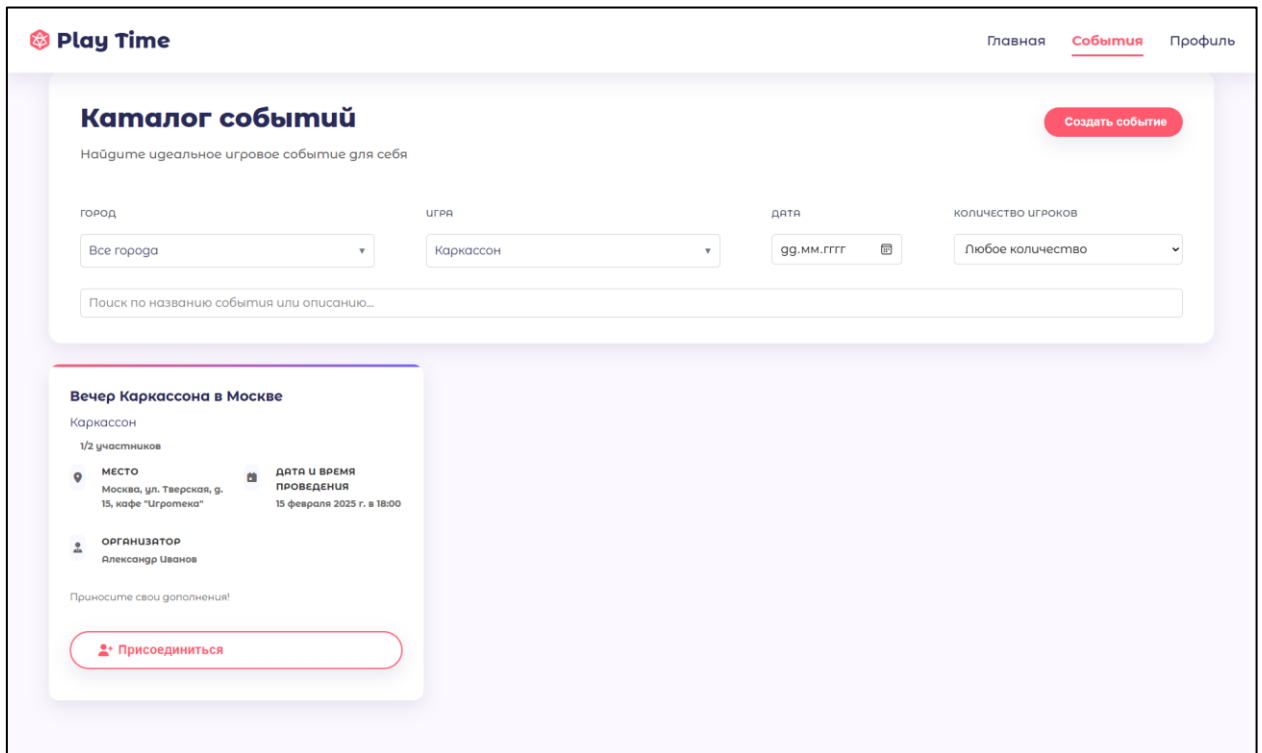 Play Time
Главная События Профиль
Каталог событий
Создать событие
Найдите идеальное игровое событие для себя
ГОРОД ИГРА ДАТА КОЛИЧЕСТВО ИГРОКОВ
Все города Каркассон дд.мм.гггг Любое количество
Поиск по названию события или описанию...
Вечер Каркассона в Москве
Каркассон
1/2 участников
МЕСТО
Москва, ул. Тверская, д.
15, кафе "Игротека"
ДАТА И ВРЕМЯ
ПРОВЕДЕНИЯ
15 февраля 2025 г. в 18:00
ОРГАНИЗАТОР
Александр Иванов
Приносите свои дополнения!
Присоединиться